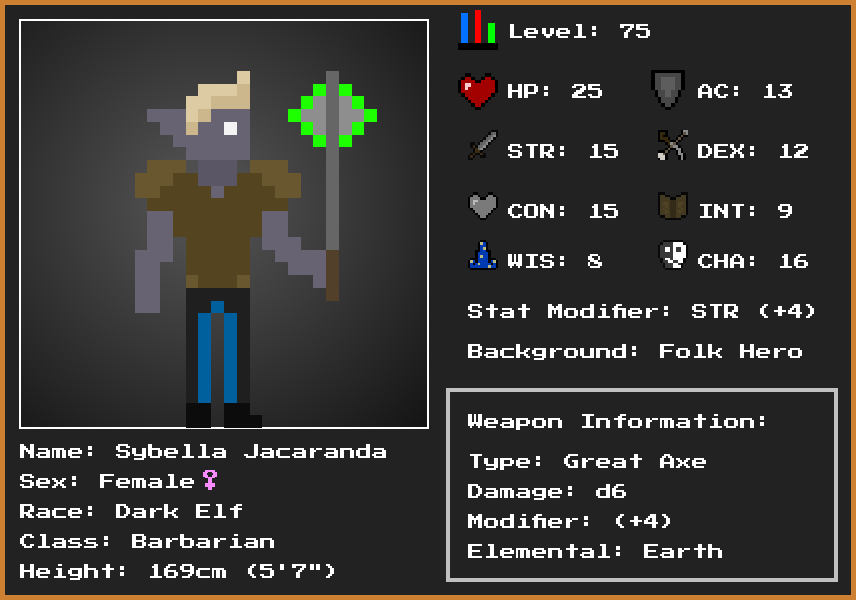 Level: 75
HP: 25
AC: 13
STR: 15
DEX: 12
CON: 15
INT: 9
WIS: 8
CHA: 16
Stat Modifier: STR (+4)
Background: Folk Hero
Name: Sybella Jacaranda
Sex: Female♀
Race: Dark Elf
Class: Barbarian
Height: 169cm (5'7")
Weapon Information:
Type: Great Axe
Damage: d6
Modifier: (+4)
Elemental: Earth